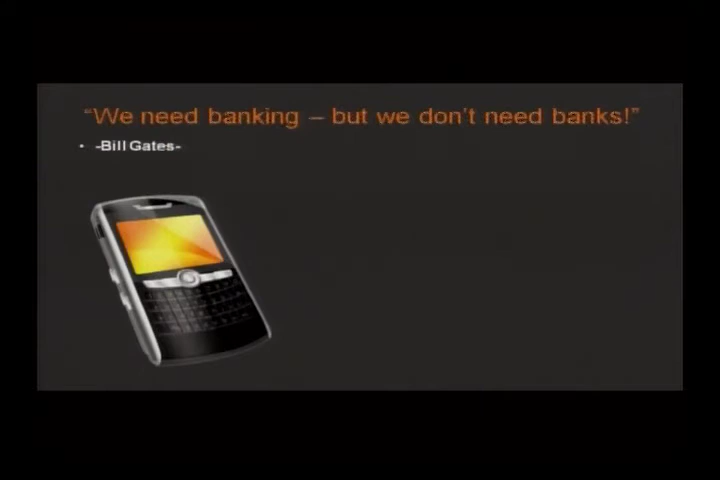 “We need banking – but we don't need banks!”
• -Bill Gates-